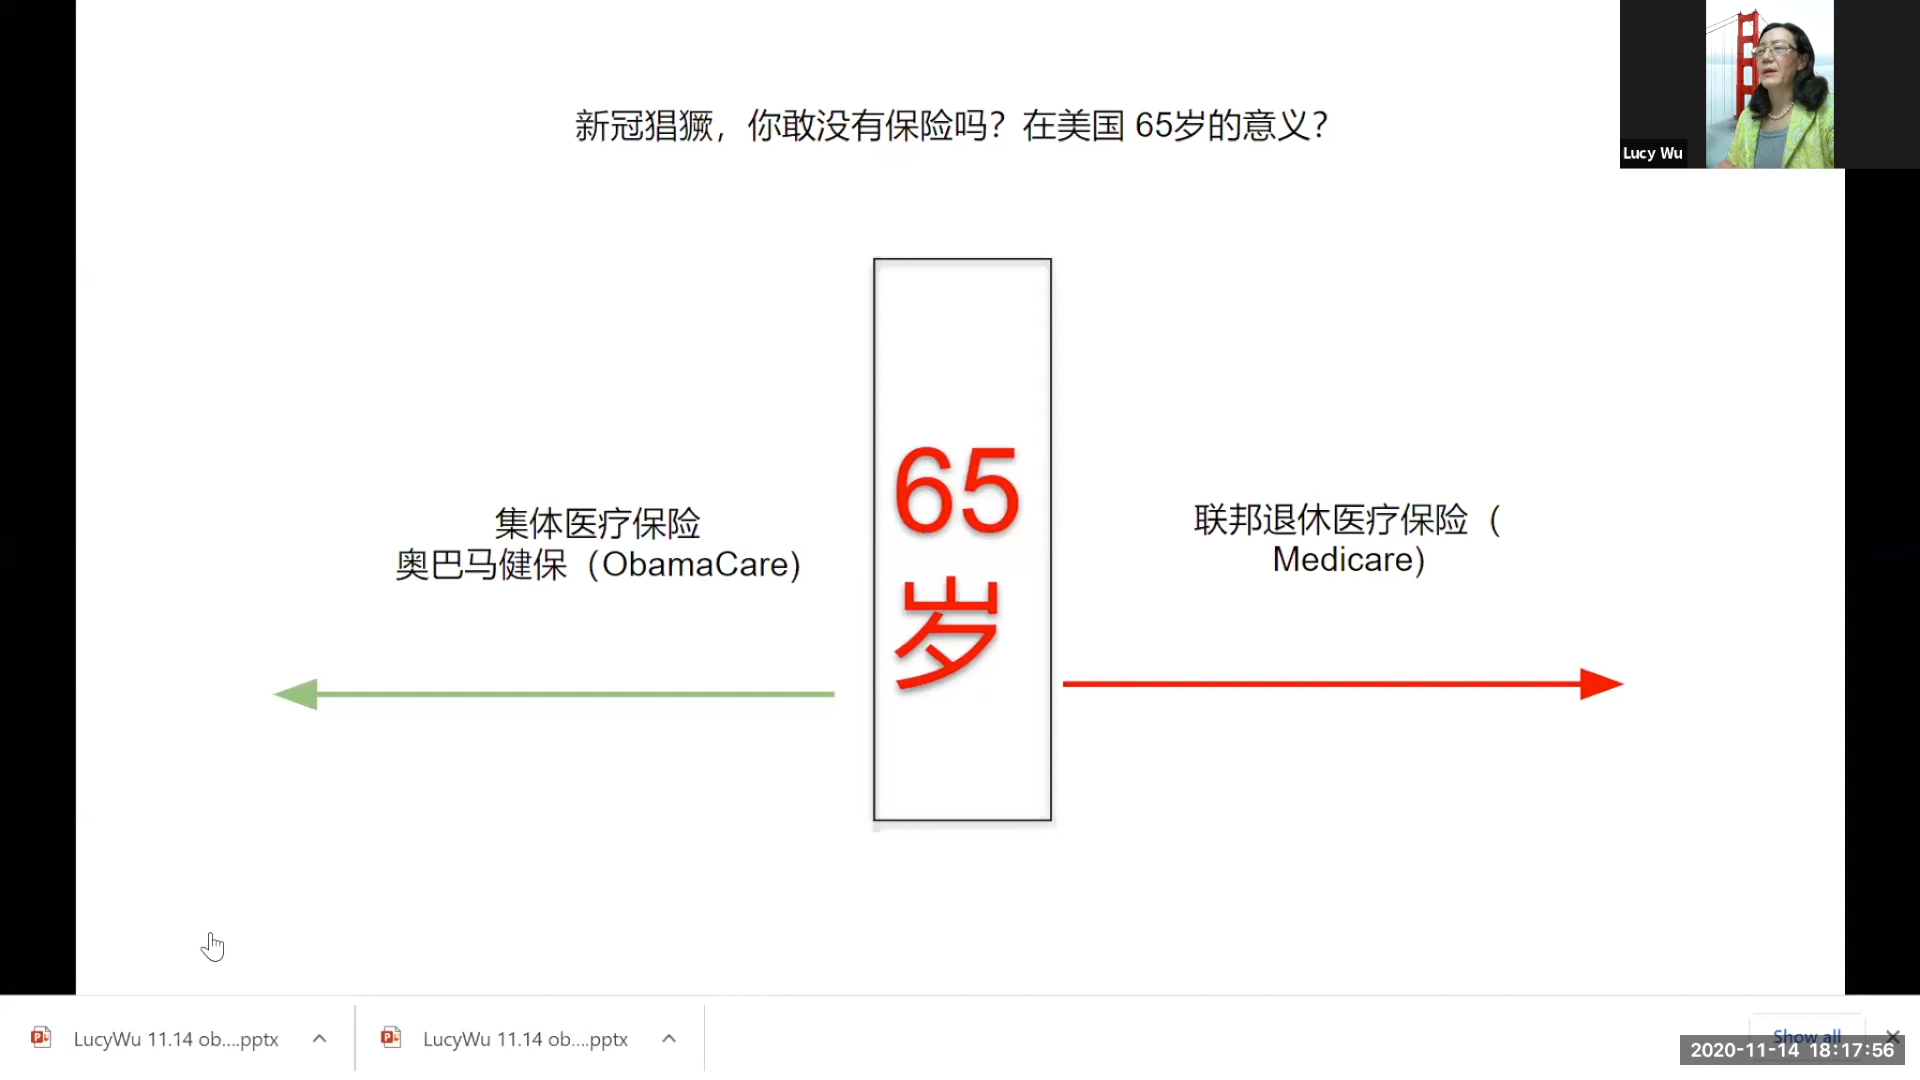 新冠猖獗，你敢没有保险吗？在美国 65岁的意义？
Lucy Wu
65
岁
集体医疗保险
奥巴马健保（ObamaCare)
联邦退休医疗保险（
Medicare)
LucyWu 11.14 ob....pptx
LucyWu 11.14 ob....pptx
Show all
2020-11-14 18:17:56